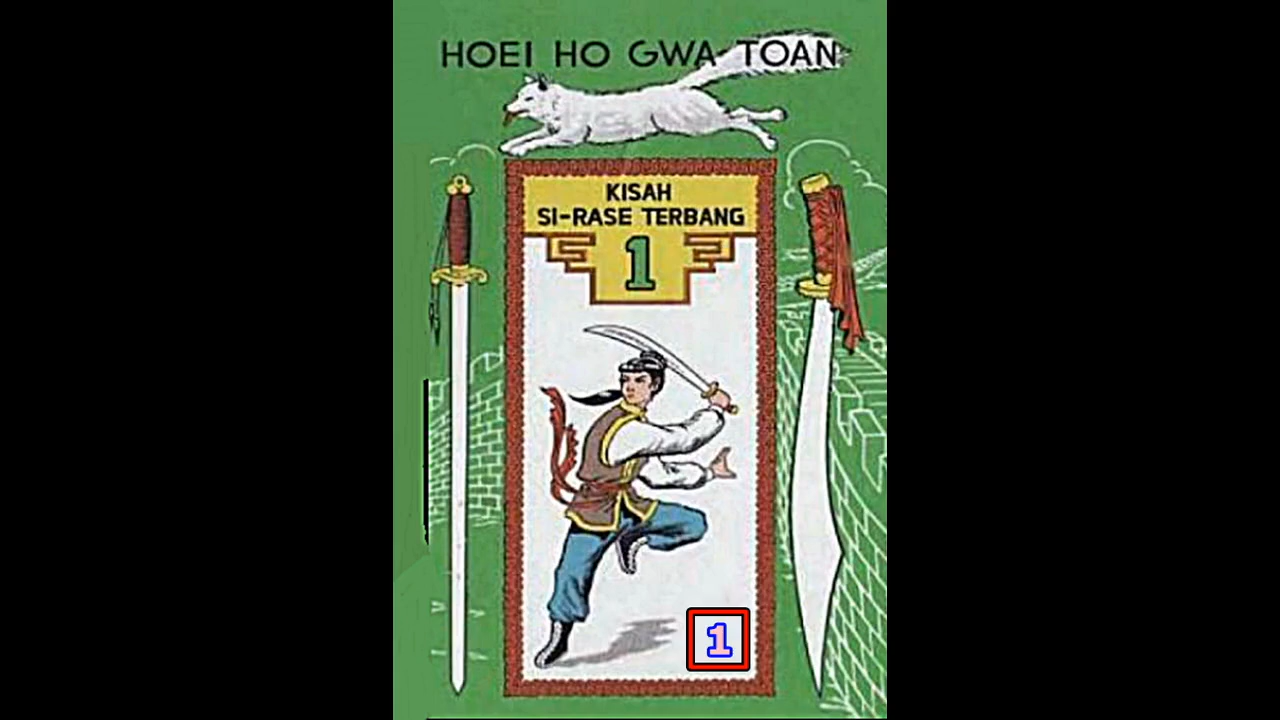 HOEI HO GWA TOAN
KISAH
SI-RASE TERBANG
1
1